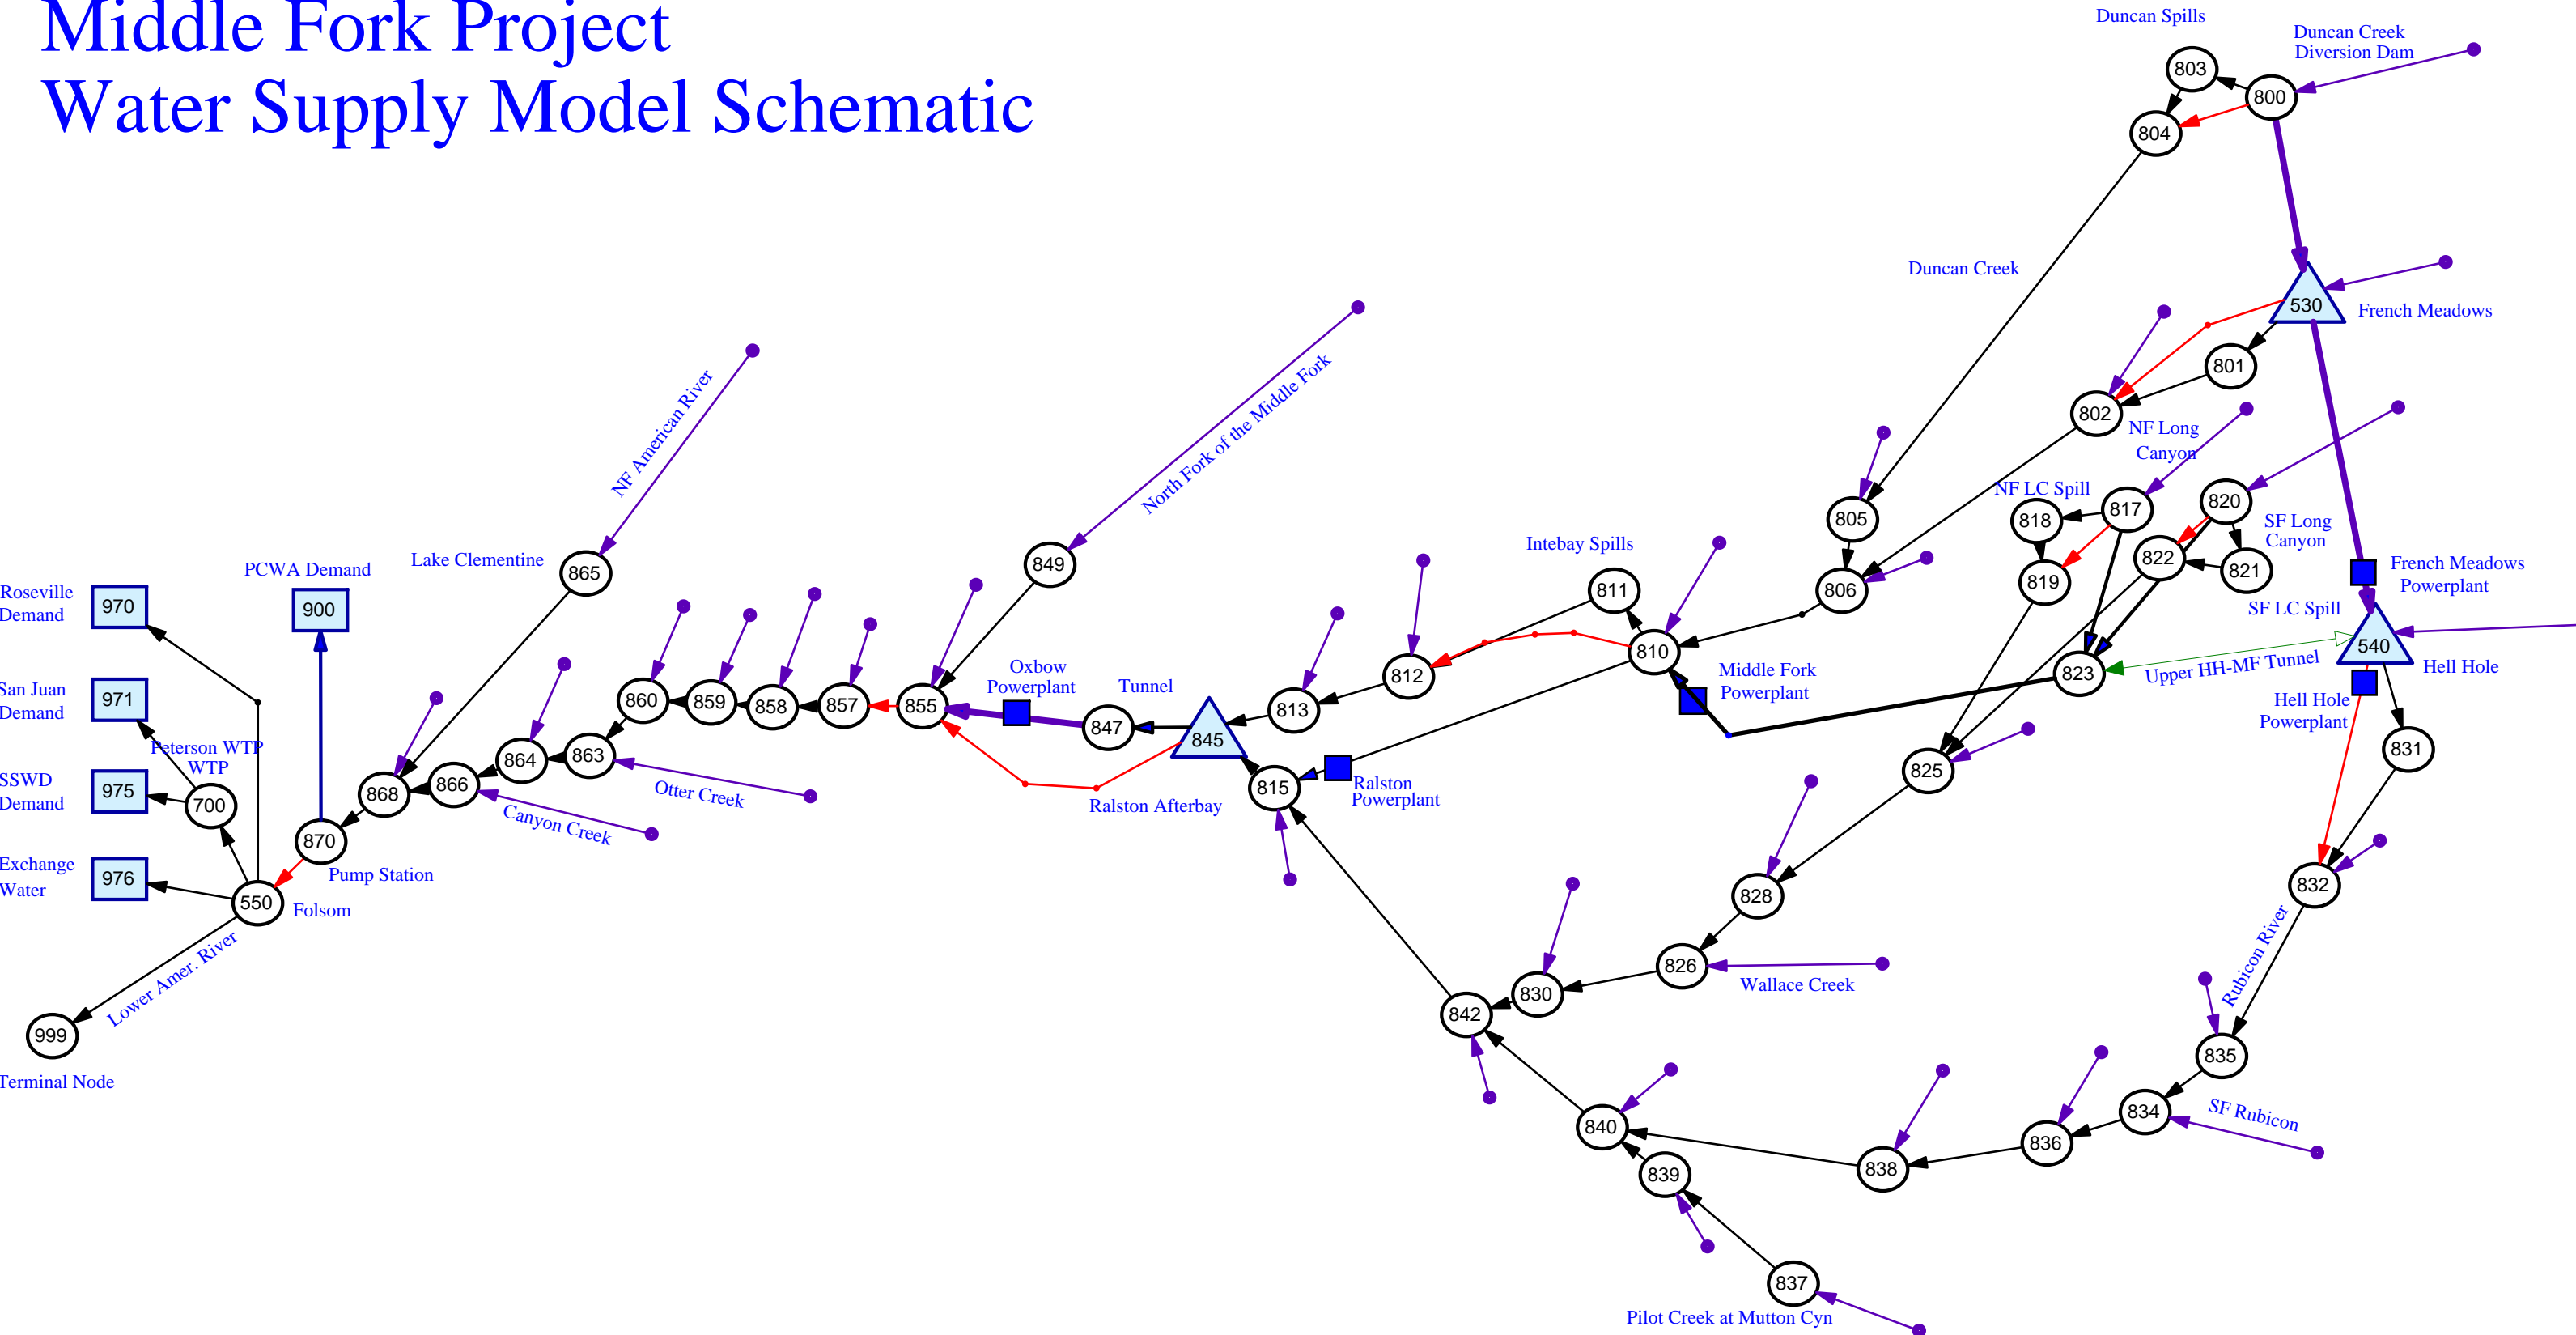 Middle Fork Project
Water Supply Model Schematic
Duncan Spills
Duncan Creek
Diversion Dam
803
800
804
Duncan Creek
530
French Meadows
801
802
NF Long
Canyon
NF American River
North Fork of the Middle Fork
NF LC Spill
817
820
818
SF Long
Canyon
805
822
821
819
Intebay Spills
849
Lake Clementine
865
PCWA Demand
900
Roseville
Demand
970
811
806
French Meadows
Powerplant
SF LC Spill
540
Hell Hole
Upper HH-MF Tunnel
823
810
812
Middle Fork
Powerplant
Hell Hole
Powerplant
Oxbow
Powerplant
Tunnel
San Juan
Demand
971
860
859
858
857
855
847
845
813
831
Peterson WTP
WTP
864
863
825
SSWD
Demand
975
700
868
866
Otter Creek
Canyon Creek
Ralston Afterbay
815
Ralston
Powerplant
870
Pump Station
Exchange
Water
976
550
Folsom
832
828
Lower Amer. River
Rubicon River
826
Wallace Creek
830
842
999
Terminal Node
835
834
SF Rubicon
840
836
838
839
837
Pilot Creek at Mutton Cyn